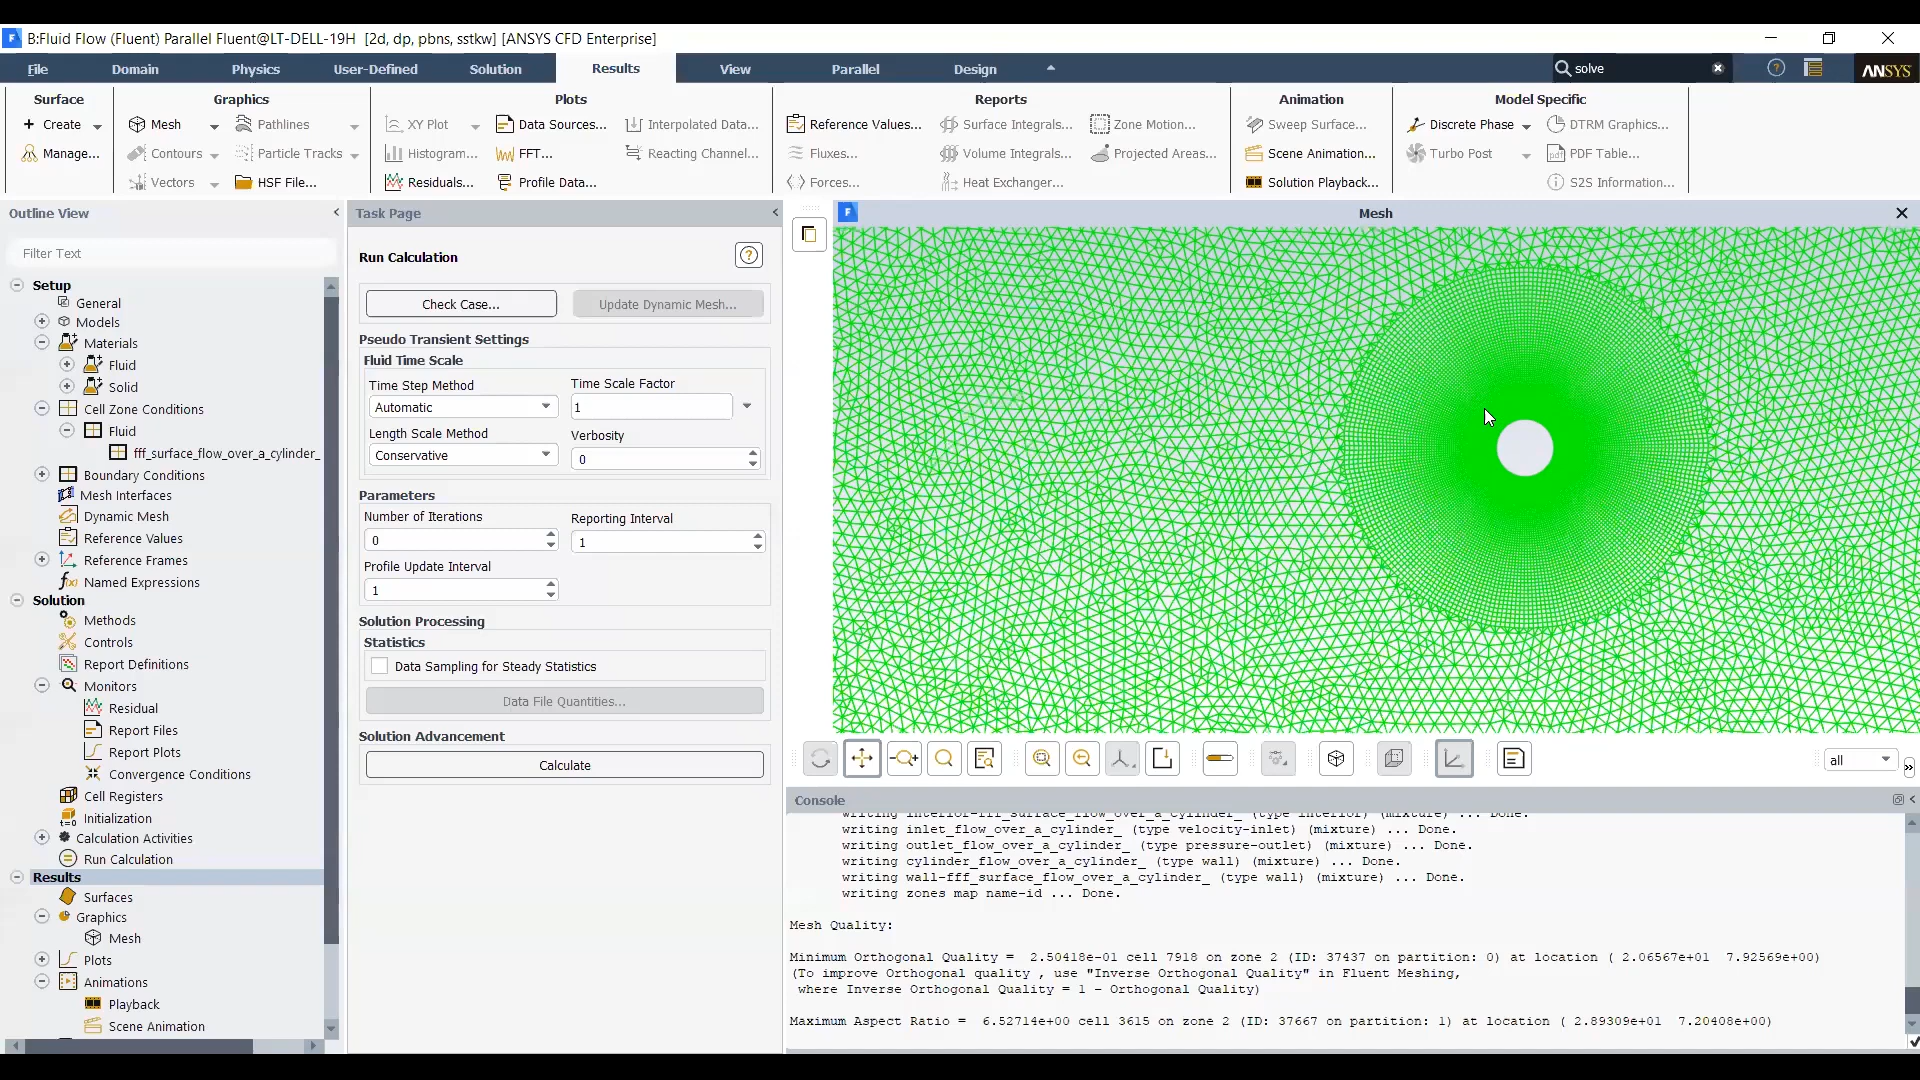 B:Fluid Flow (Fluent) Parallel Fluent@LT-DELL-19H [2d, dp, pbns, sstkw] [ANSYS CFD Enterprise]
File Domain Physics User-Defined Solution Results View Parallel Design
solve
ANSYS
Surface
Create
Manage...
Graphics
Mesh
Pathlines
Contours
Particle Tracks
Vectors
HSF File...
Plots
XY Plot
Data Sources...
Interpolated Data...
Histogram...
FFT...
Reacting Channel...
Residuals...
Profile Data...
Reports
Reference Values...
Surface Integrals...
Zone Motion...
Fluxes...
Volume Integrals...
Projected Areas...
Forces...
Heat Exchanger...
Animation
Sweep Surface...
Scene Animation...
Solution Playback...
Model Specific
Discrete Phase
DTRM Graphics...
Turbo Post
PDF Table...
S2S Information...
Outline View
Filter Text
Setup
General
Models
Materials
Fluid
Solid
Cell Zone Conditions
Fluid
fff_surface_flow_over_a_cylinder_
Boundary Conditions
Mesh Interfaces
Dynamic Mesh
Reference Values
Reference Frames
Named Expressions
Solution
Methods
Controls
Report Definitions
Monitors
Residual
Report Files
Report Plots
Convergence Conditions
Cell Registers
Initialization
Calculation Activities
Run Calculation
Results
Surfaces
Graphics
Mesh
Plots
Animations
Playback
Scene Animation
Task Page
Run Calculation
?
Check Case...
Update Dynamic Mesh...
Pseudo Transient Settings
Fluid Time Scale
Time Step Method
Time Scale Factor
Automatic
1
Length Scale Method
Verbosity
Conservative
0
Parameters
Number of Iterations
Reporting Interval
0
1
Profile Update Interval
1
Solution Processing
Statistics
Data Sampling for Steady Statistics
Data File Quantities...
Solution Advancement
Calculate
Mesh
all
Console
writing interior-fff_surface_flow_over_a_cylinder_ (type interior) (mixture) ... Done.
writing inlet_flow_over_a_cylinder_ (type velocity-inlet) (mixture) ... Done.
writing outlet_flow_over_a_cylinder_ (type pressure-outlet) (mixture) ... Done.
writing cylinder_flow_over_a_cylinder_ (type wall) (mixture) ... Done.
writing wall-fff_surface_flow_over_a_cylinder_ (type wall) (mixture) ... Done.
writing zones map name-id ... Done.
Mesh Quality:
Minimum Orthogonal Quality = 2.50418e-01 cell 7918 on zone 2 (ID: 37437 on partition: 0) at location ( 2.06567e+01 7.92569e+00)
(To improve Orthogonal quality , use "Inverse Orthogonal Quality" in Fluent Meshing,
where Inverse Orthogonal Quality = 1 - Orthogonal Quality)
Maximum Aspect Ratio = 6.52714e+00 cell 3615 on zone 2 (ID: 37667 on partition: 1) at location ( 2.89309e+01 7.20408e+00)